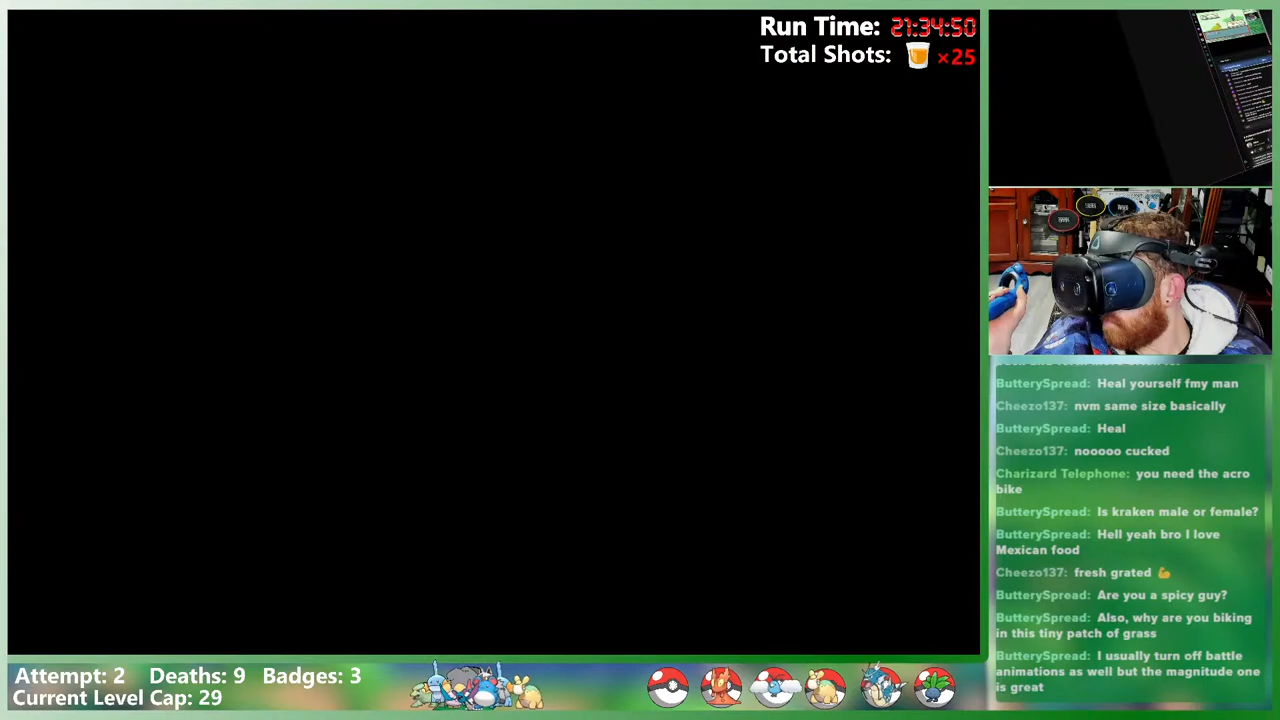 Run Time: 21:34:50
Total Shots: ×25
ButterySpread: Heal yourself fmy man
Cheezo137: nvm same size basically
ButterySpread: Heal
Cheezo137: nooooo cucked
Charizard Telephone: you need the acro
bike
ButterySpread: Is kraken male or female?
ButterySpread: Hell yeah bro I love
Mexican food
Cheezo137: fresh grated 💪
ButterySpread: Are you a spicy guy?
ButterySpread: Also, why are you biking
in this tiny patch of grass
ButterySpread: I usually turn off battle
animations as well but the magnitude one
is great
Attempt: 2 Deaths: 9 Badges: 3
Current Level Cap: 29